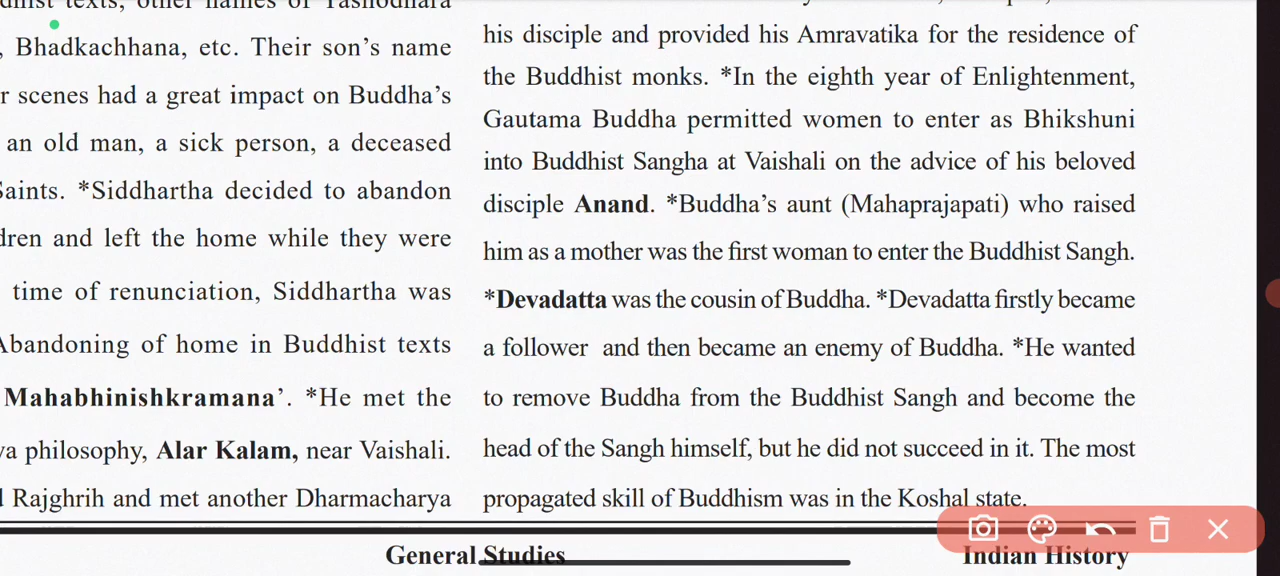 dhist texts, other names of Yashodhara
, Bhadkachhana, etc. Their son’s name
r scenes had a great impact on Buddha’s
an old man, a sick person, a deceased
Saints. *Siddhartha decided to abandon
dren and left the home while they were
time of renunciation, Siddhartha was
Abandoning of home in Buddhist texts
Mahabhinishkramana’. *He met the
ya philosophy, Alar Kalam, near Vaishali.
Rajghrih and met another Dharmacharya
his disciple and provided his Amravatika for the residence of
the Buddhist monks. *In the eighth year of Enlightenment,
Gautama Buddha permitted women to enter as Bhikshuni
into Buddhist Sangha at Vaishali on the advice of his beloved
disciple Anand. *Buddha’s aunt (Mahaprajapati) who raised
him as a mother was the first woman to enter the Buddhist Sangh.
*Devadatta was the cousin of Buddha. *Devadatta firstly became
a follower and then became an enemy of Buddha. *He wanted
to remove Buddha from the Buddhist Sangh and become the
head of the Sangh himself, but he did not succeed in it. The most
propagated skill of Buddhism was in the Koshal state.
General Studies
Indian History